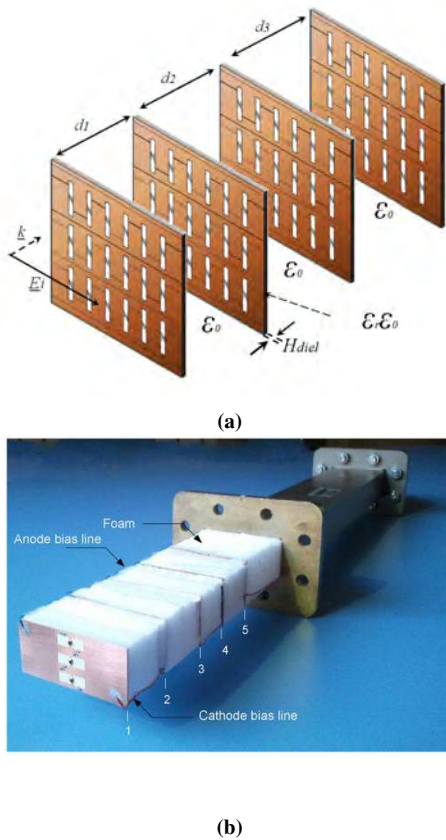 d1
d2
d3
k
Ei
ε0
ε0
ε0
εrε0
Hdiel
(a)
Foam
Anode bias line
5
4
3
2
1
Cathode bias line
(b)